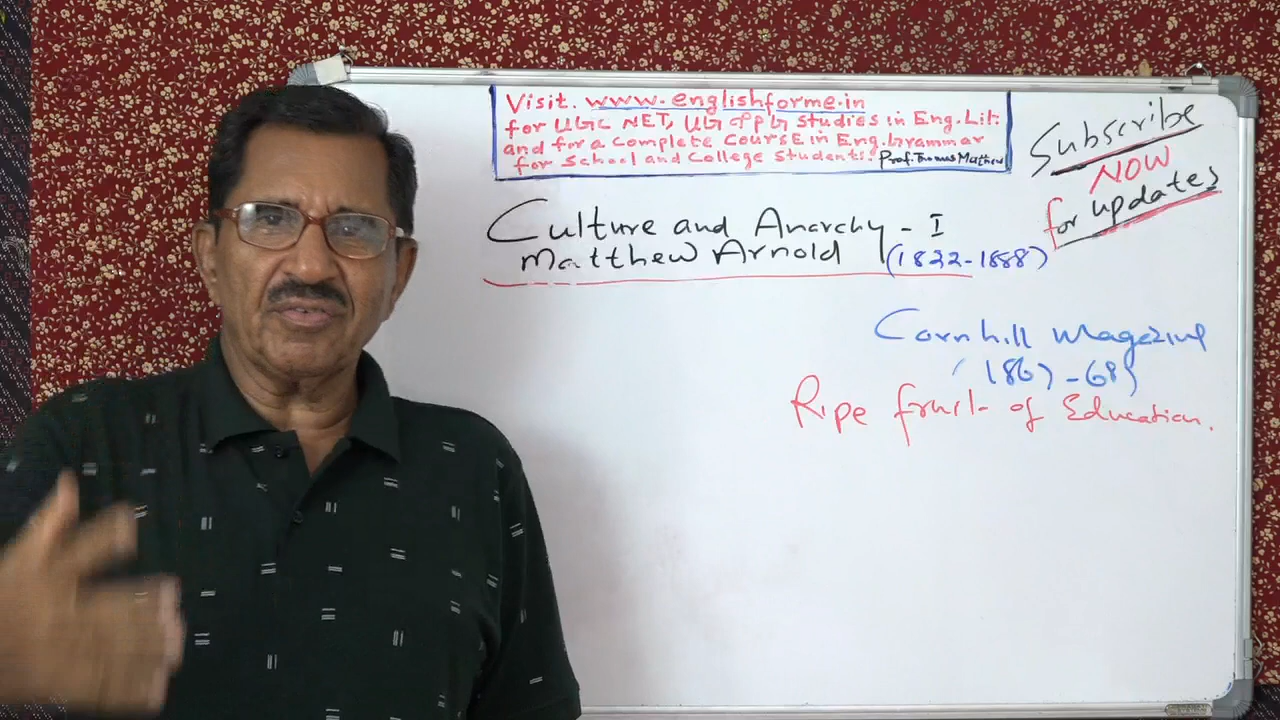 Visit. www.englishforme.in
for UGC NET, UG & PG Studies in Eng. Lit:
and for a Complete Course in Eng. Grammar
for School and College Students. Prof. Thomas Mathew
Subscribe
NOW
for updates
Culture and Anarchy - I
Matthew Arnold (1822-1888)
Cornhill Magazine
(1867-68)
Ripe fruit of Education.